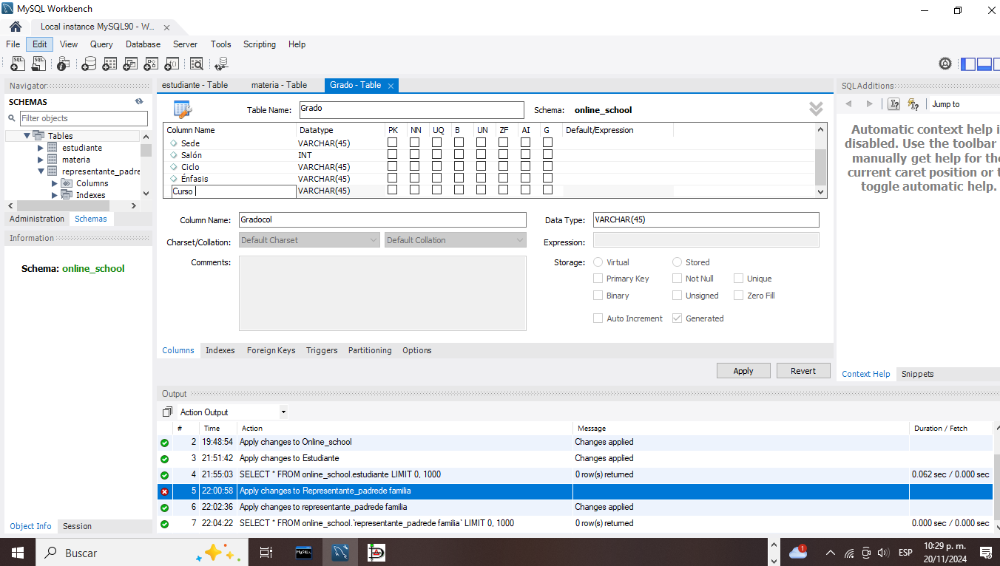 MySQL Workbench
Local instance MySQL90 - W...
File Edit View Query Database Server Tools Scripting Help
Navigator
SCHEMAS
Filter objects
Tables
estudiante
materia
representante_padre
Columns
Indexes
Administration Schemas
Information
Schema: online_school
Object Info Session
estudiante - Table materia - Table Grado - Table
Table Name: Grado Schema: online_school
Column Name Datatype PK NN UQ B UN ZF AI G Default/Expression
Sede VARCHAR(45)
Salón INT
Ciclo VARCHAR(45)
Énfasis VARCHAR(45)
Curso VARCHAR(45)
Column Name: Gradocol Data Type: VARCHAR(45)
Charset/Collation: Default Charset Default Collation Expression:
Comments: Storage: Virtual Stored
Primary Key Not Null Unique
Binary Unsigned Zero Fill
Auto Increment Generated
Columns Indexes Foreign Keys Triggers Partitioning Options
Apply Revert
SQLAdditions
Jump to
Automatic context help i
disabled. Use the toolbar
manually get help for the
current caret position or t
toggle automatic help.
Context Help Snippets
Output
Action Output
# Time Action Message Duration / Fetch
2 19:48:54 Apply changes to Online_school Changes applied
3 21:51:42 Apply changes to Estudiante Changes applied
4 21:55:03 SELECT * FROM online_school.estudiante LIMIT 0, 1000 0 row(s) returned 0.062 sec / 0.000 sec
5 22:00:58 Apply changes to Representante_padrede familia
6 22:02:36 Apply changes to representante_padrede familia Changes applied
7 22:04:22 SELECT * FROM online_school.`representante_padrede familia` LIMIT 0, 1000 0 row(s) returned 0.000 sec / 0.000 sec
Buscar
1
ESP
10:29 p. m.
20/11/2024